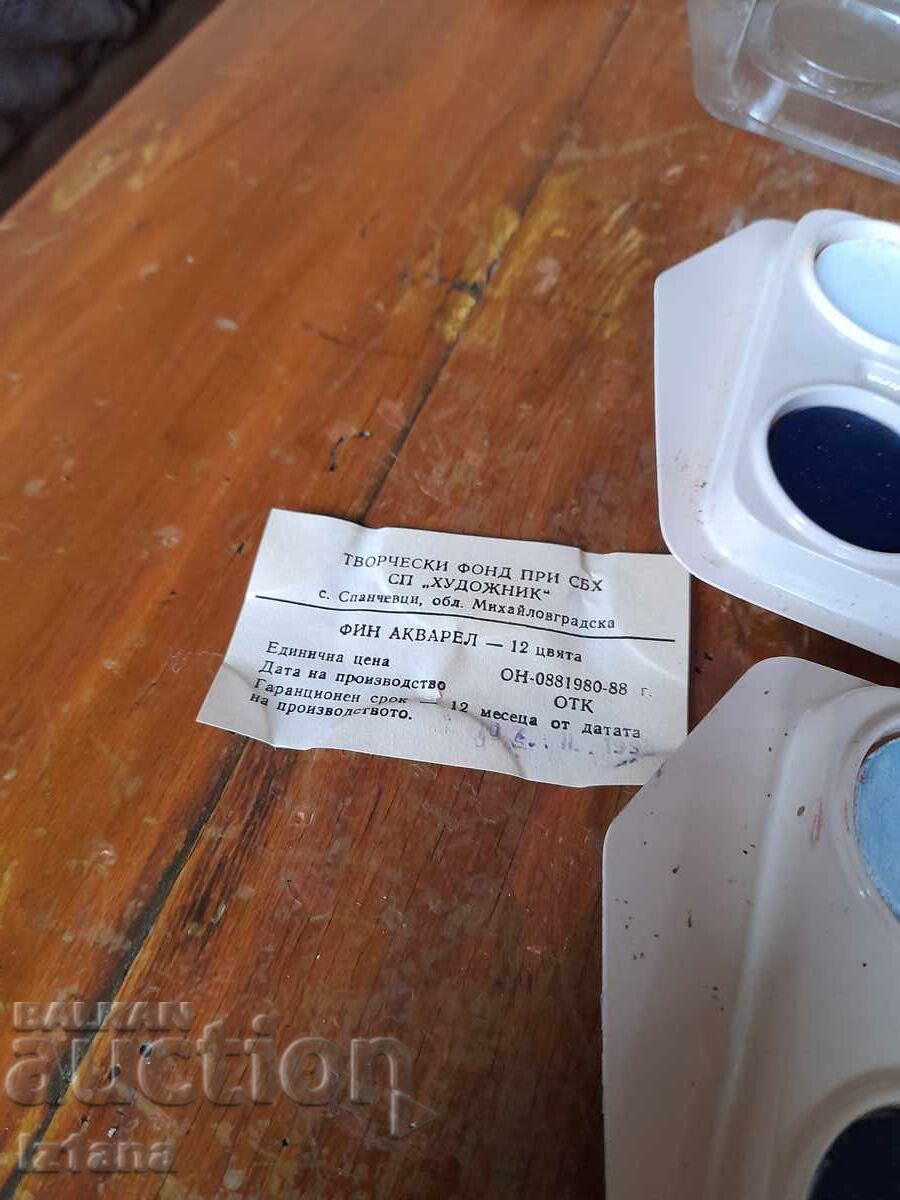 ТВОРЧЕСКИ ФОНД ПРИ СБХ
СП „ХУДОЖНИК“
с. Спанчевци, обл. Михайловградска
ФИН АКВАРЕЛ — 12 цвята
Единична цена
ОН-0881980-88 г.
Дата на производство
ОТК
Гаранционен срок — 12 месеца от датата
на производството.
BALKAN
auction
iz1ana